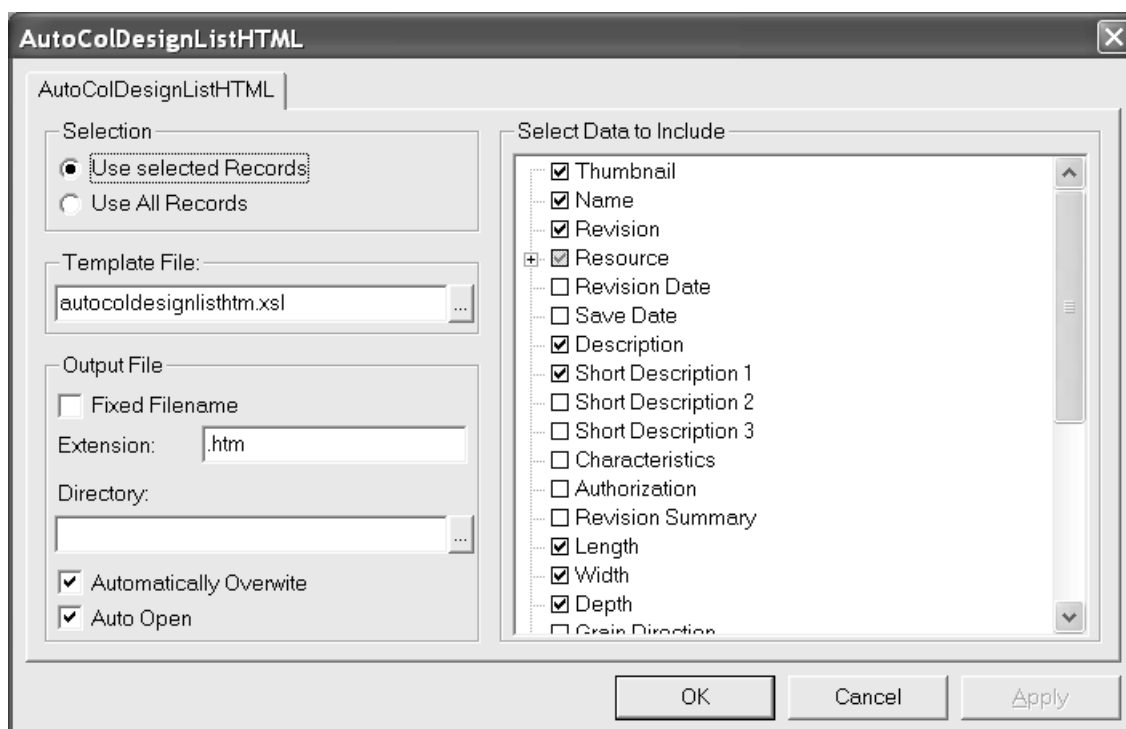 AutoColDesignListHTML
AutoColDesignListHTML
Selection
Use selected Records
Use All Records
Template File:
autocoldesignlisthtm.xsl
...
Output File
Fixed Filename
Extension:
.htm
Directory:
...
Automatically Overwite
Auto Open
Select Data to Include
Thumbnail
Name
Revision
Resource
Revision Date
Save Date
Description
Short Description 1
Short Description 2
Short Description 3
Characteristics
Authorization
Revision Summary
Length
Width
Depth
Grain Direction
OK
Cancel
Apply